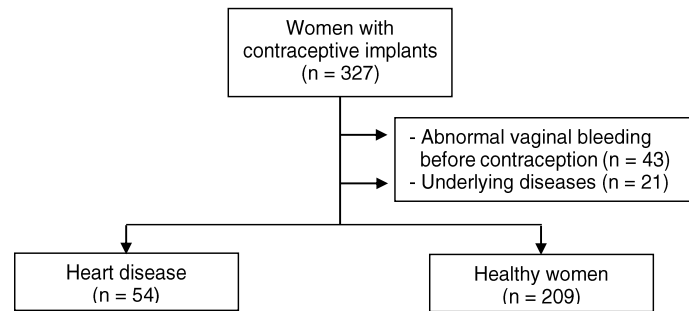 Women with
contraceptive implants
(n = 327)
- Abnormal vaginal bleeding
before contraception (n = 43)
- Underlying diseases (n = 21)
Heart disease
(n = 54)
Healthy women
(n = 209)